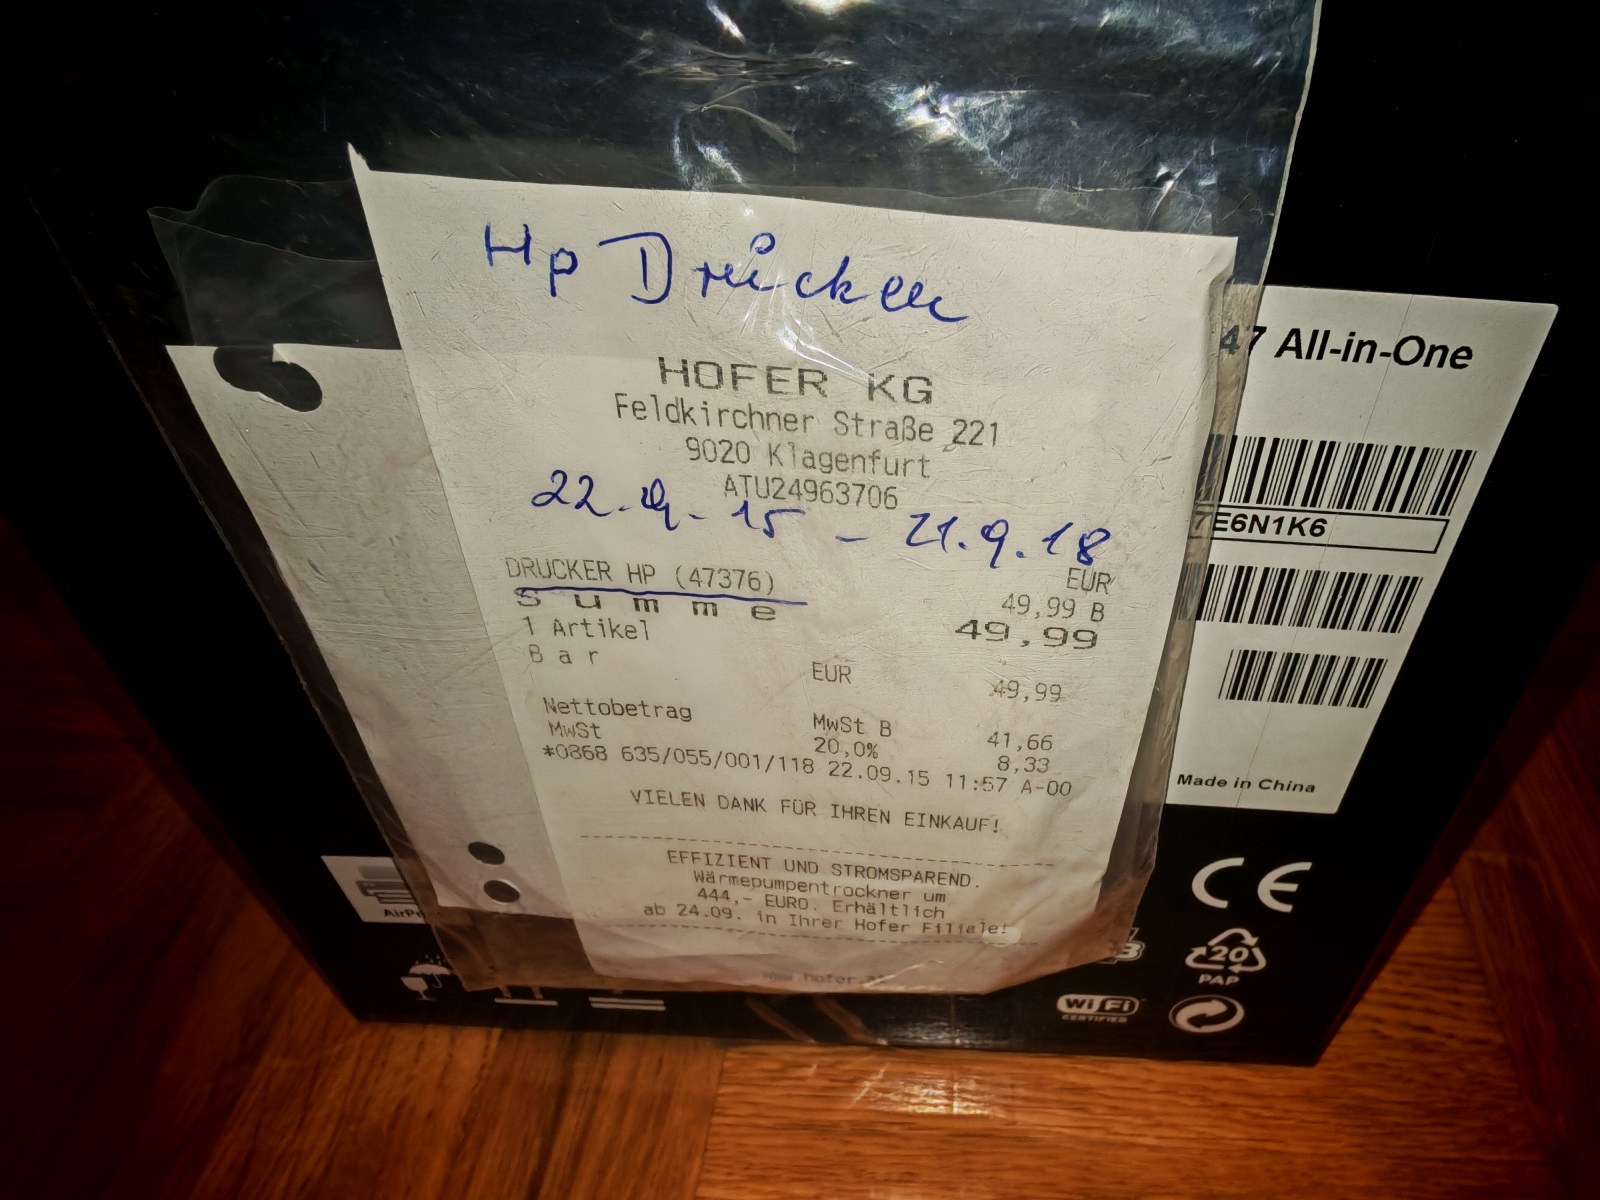 Hp Drucker
HOFER KG
Feldkirchner Straße 221
9020 Klagenfurt
ATU24963706
22.9.15 - 21.9.18
EUR
DRUCKER HP (47376) 49,99 B
Summe 49,99
1 Artikel
Bar EUR 49,99
Nettobetrag MwSt B 41,66
MwSt 20,0% 8,33
*0868 635/055/001/118 22.09.15 11:57 A-00
VIELEN DANK FÜR IHREN EINKAUF!
EFFIZIENT UND STROMSPAREND.
Wärmepumpentrockner um
444,- EURO. Erhältlich
ab 24.09. in Ihrer Hofer Filiale!
47 All-in-One
7E6N1K6
Made in China
CE
20
PAP
Wi Fi
CERTIFIED